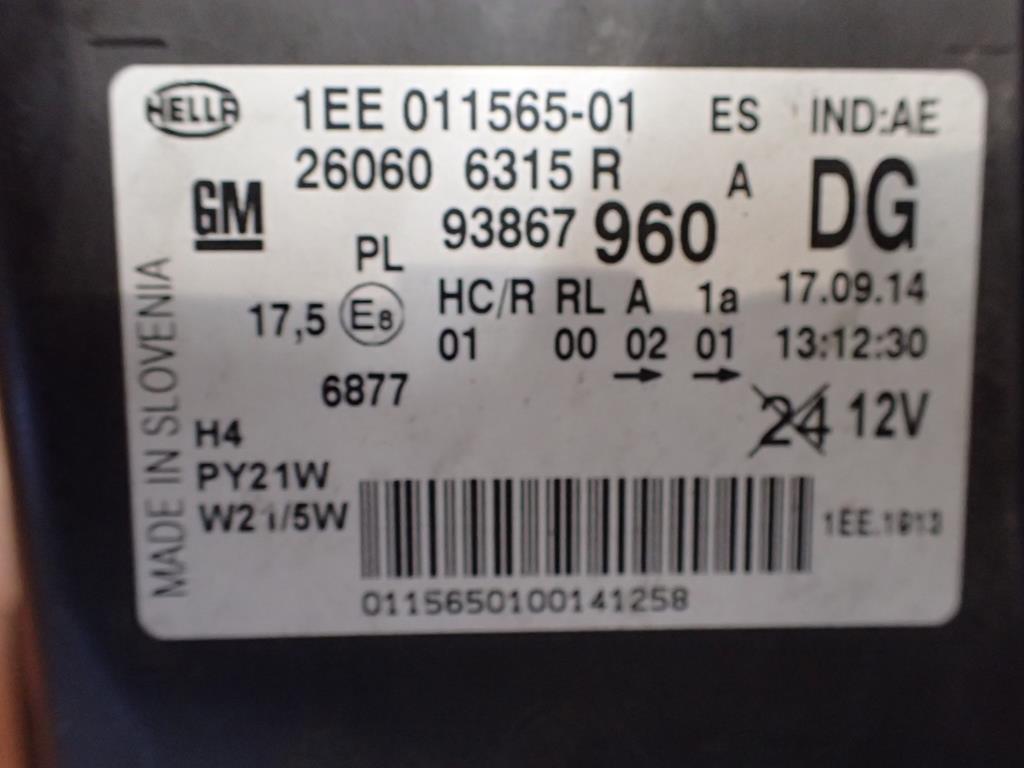 HELLA 1EE 011565-01 ES IND:AE
26060 6315 R A DG
GM 93867 960
PL HC/R RL A 1a 17.09.14
17,5 E8 01 00 02 01 13:12:30
6877 24 12V
H4
PY21W
W21/5W 1EE.1913
0115650100141258
MADE IN SLOVENIA